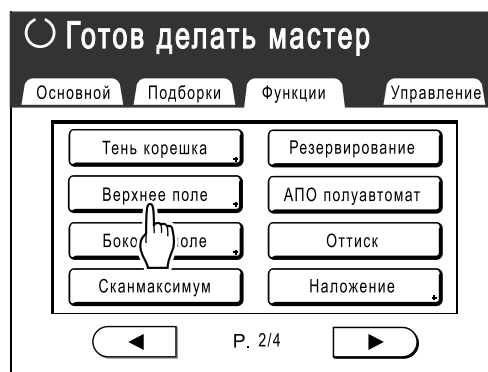 Готов делать мастер
Основной Подборки Функции Управление
Тень корешка Резервирование
Верхнее поле АПО полуавтомат
Оттиск
Сканмаксимум Наложение
P. 2/4